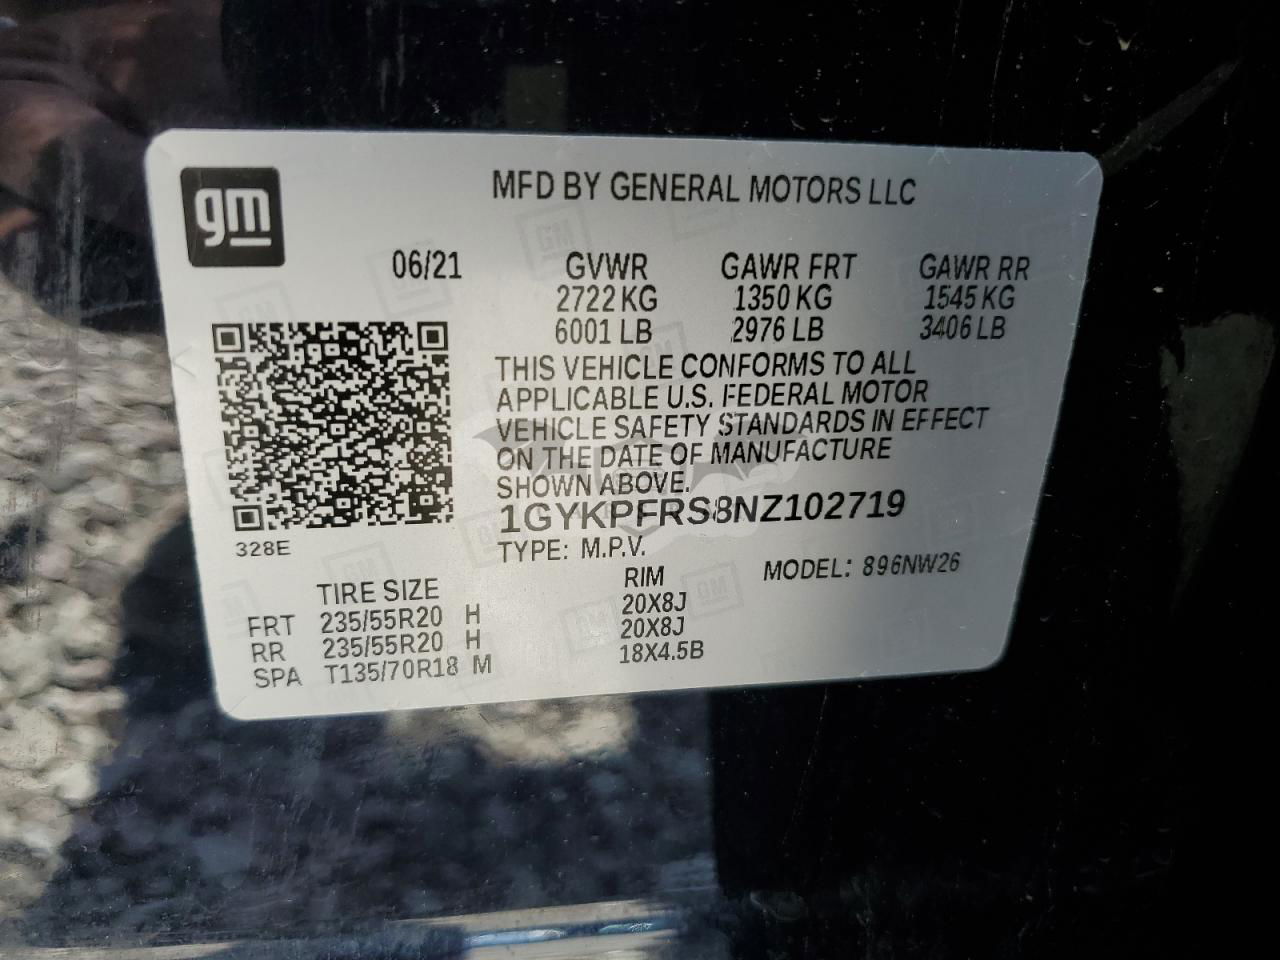 gm
MFD BY GENERAL MOTORS LLC
06/21 GVWR GAWR FRT GAWR RR
2722 KG 1350 KG 1545 KG
6001 LB 2976 LB 3406 LB
THIS VEHICLE CONFORMS TO ALL
APPLICABLE U.S. FEDERAL MOTOR
VEHICLE SAFETY STANDARDS IN EFFECT
ON THE DATE OF MANUFACTURE
SHOWN ABOVE.
1GYKPFRS8NZ102719
328E
TYPE: M.P.V. MODEL: 896NW26
TIRE SIZE RIM
FRT 235/55R20 H 20X8J
RR 235/55R20 H 20X8J
SPA T135/70R18 M 18X4.5B